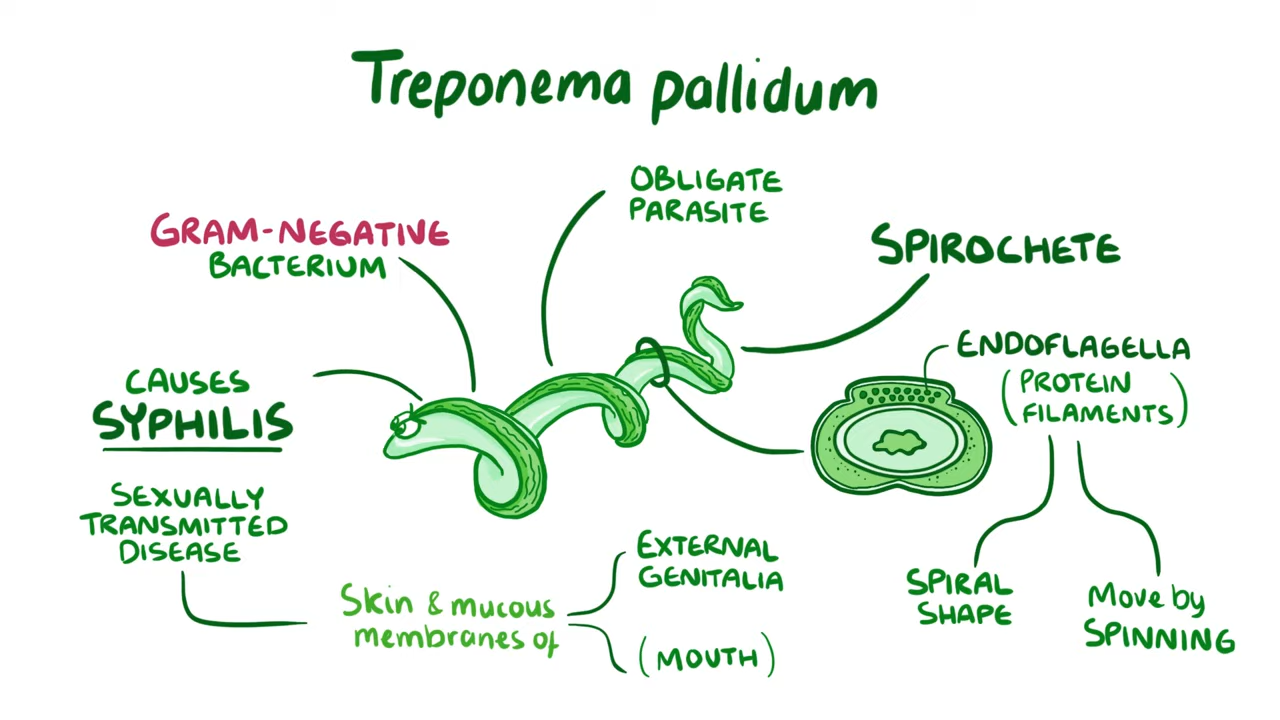 Treponema pallidum
OBLIGATE
PARASITE
GRAM-NEGATIVE
BACTERIUM
SPIROCHETE
ENDOFLAGELLA
(PROTEIN
FILAMENTS)
CAUSES
SYPHILIS
SEXUALLY
TRANSMITTED
DISEASE
Skin & mucous
membranes of
EXTERNAL
GENITALIA
(MOUTH)
SPIRAL
SHAPE
Move by
SPINNING